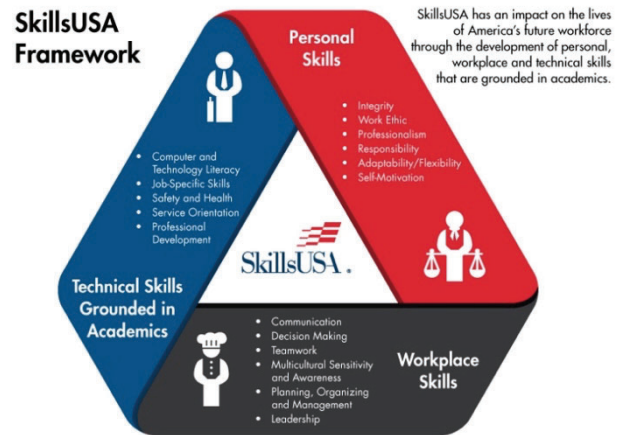 SkillsUSA
Framework
SkillsUSA has an impact on the lives
of America's future workforce
through the development of personal,
workplace and technical skills
that are grounded in academics.
Personal
Skills
• Integrity
• Work Ethic
• Professionalism
• Responsibility
• Adaptability/Flexibility
• Self-Motivation
• Computer and
Technology Literacy
• Job-Specific Skills
• Safety and Health
• Service Orientation
• Professional
Development
Technical Skills
Grounded in
Academics
SkillsUSA®
• Communication
• Decision Making
• Teamwork
• Multicultural Sensitivity
and Awareness
• Planning, Organizing
and Management
• Leadership
Workplace
Skills